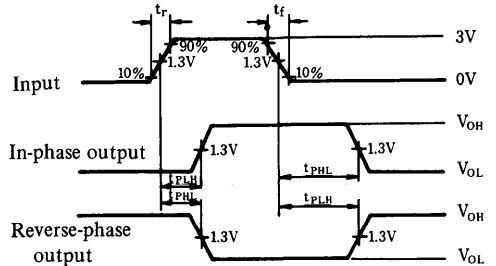 tr tf
90% 90% 3V
1.3V 1.3V
Input 10% 10% 0V
VOH
In-phase output 1.3V tPHL 1.3V
tPLH VOL
tPHL tPLH VOH
Reverse-phase output 1.3V 1.3V
VOL